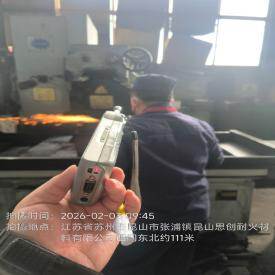 拍摄时间：2026-02-03 09:45
拍摄地点：江苏省苏州市昆山市张浦镇昆山思创耐火材
料有限公司西门东北约111米